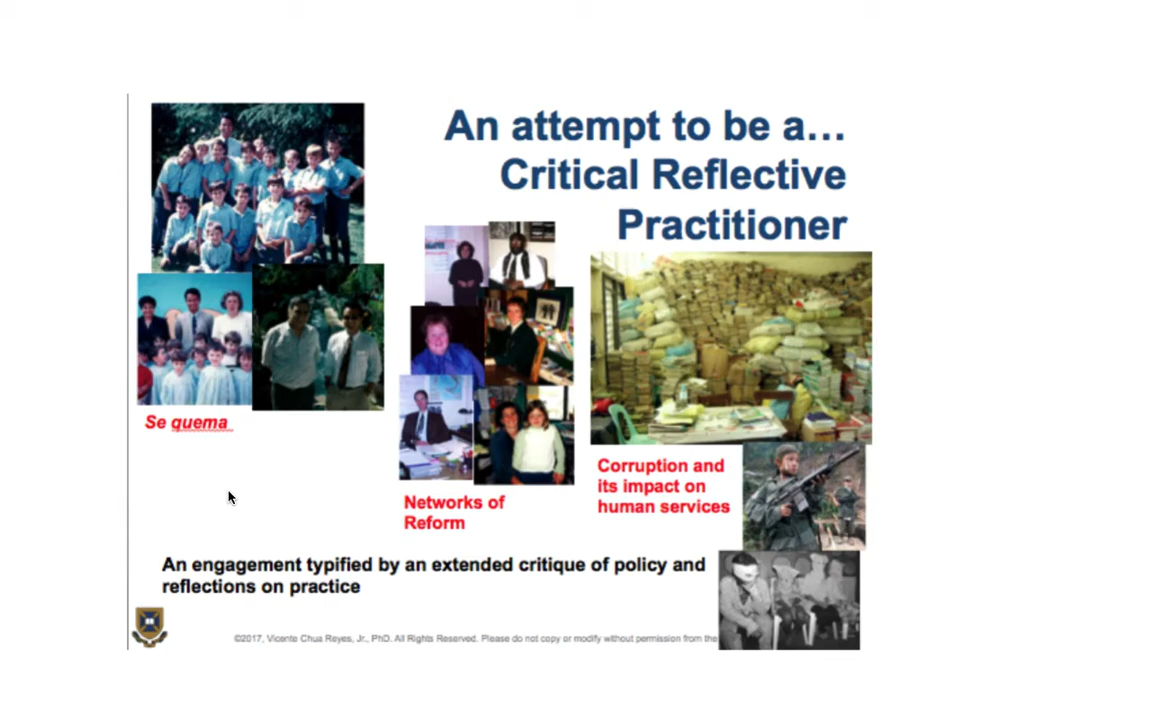 An attempt to be a…
Critical Reflective
Practitioner
Se quema
Networks of
Reform
Corruption and
its impact on
human services
An engagement typified by an extended critique of policy and
reflections on practice
©2017, Vicente Chua Reyes, Jr., PhD. All Rights Reserved. Please do not copy or modify without permission from the